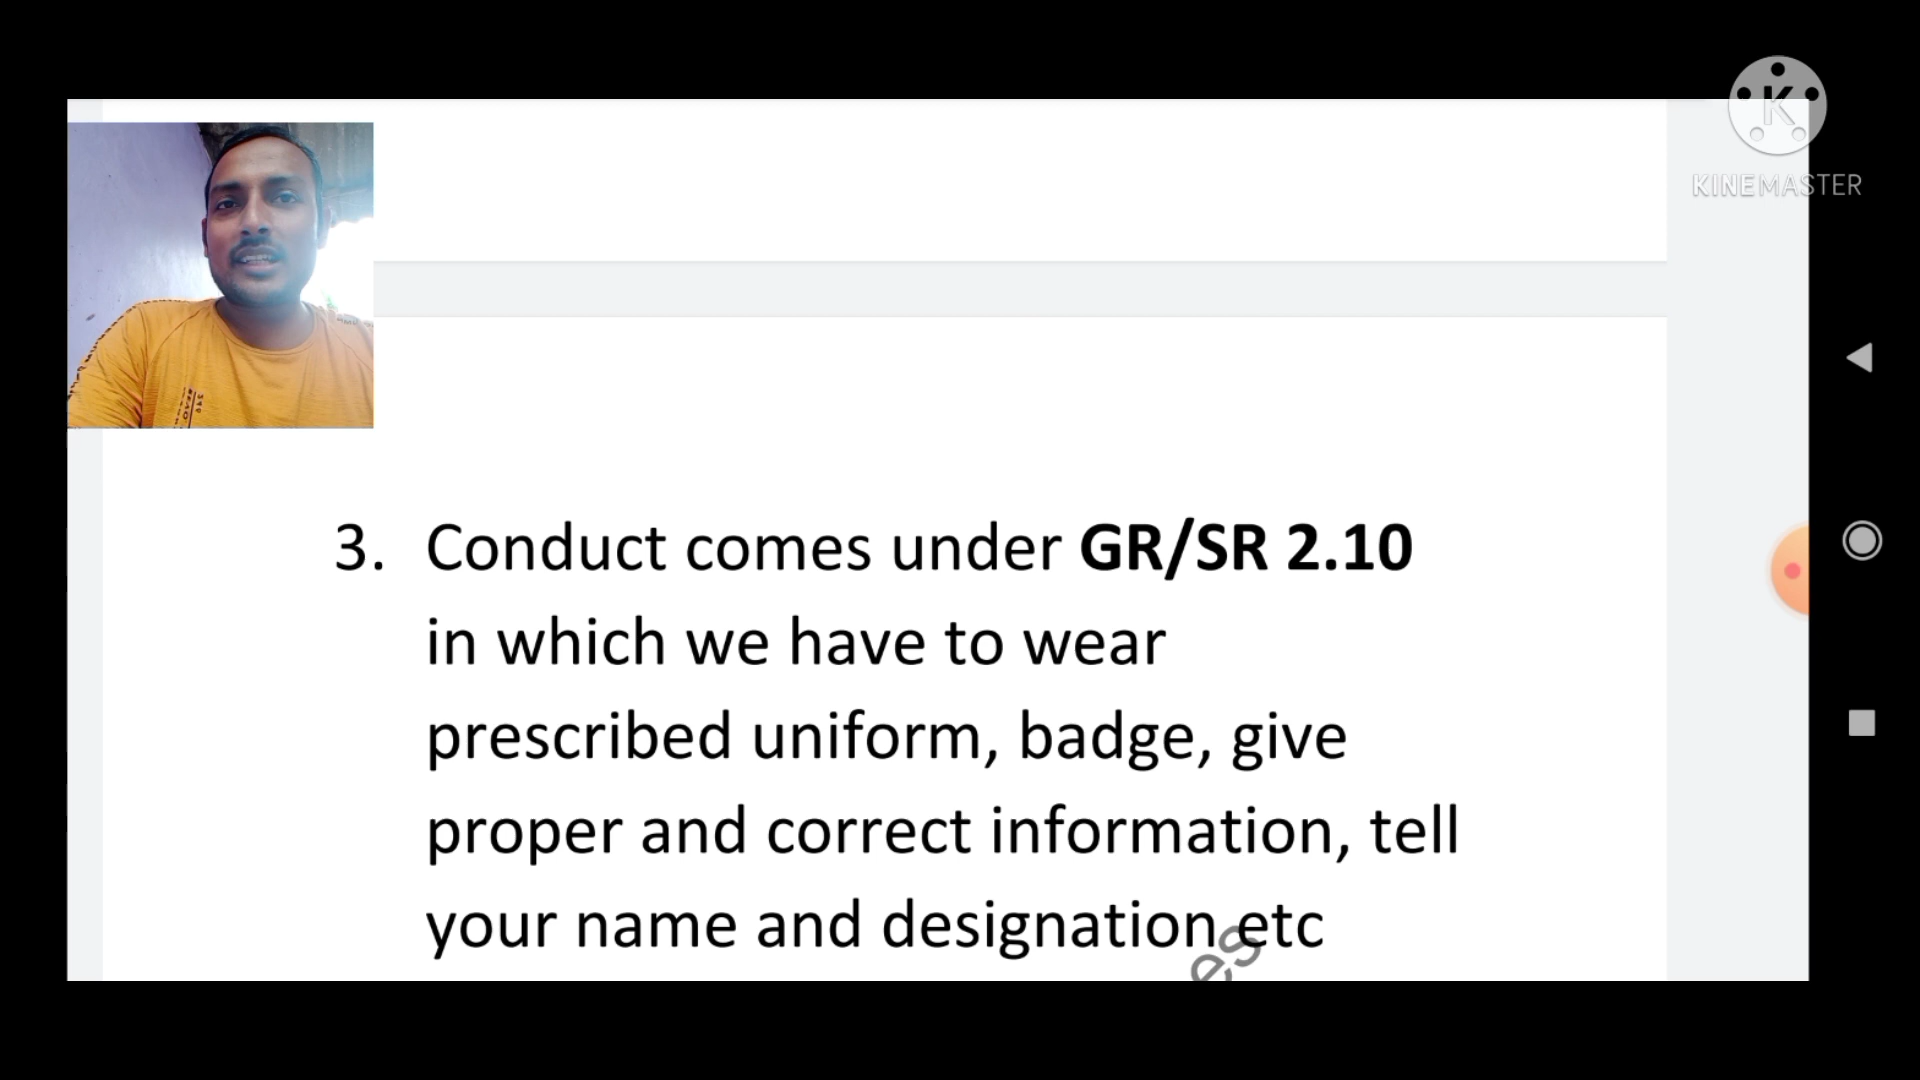 KINEMASTER
3. Conduct comes under GR/SR 2.10
in which we have to wear
prescribed uniform, badge, give
proper and correct information, tell
your name and designation etc
es